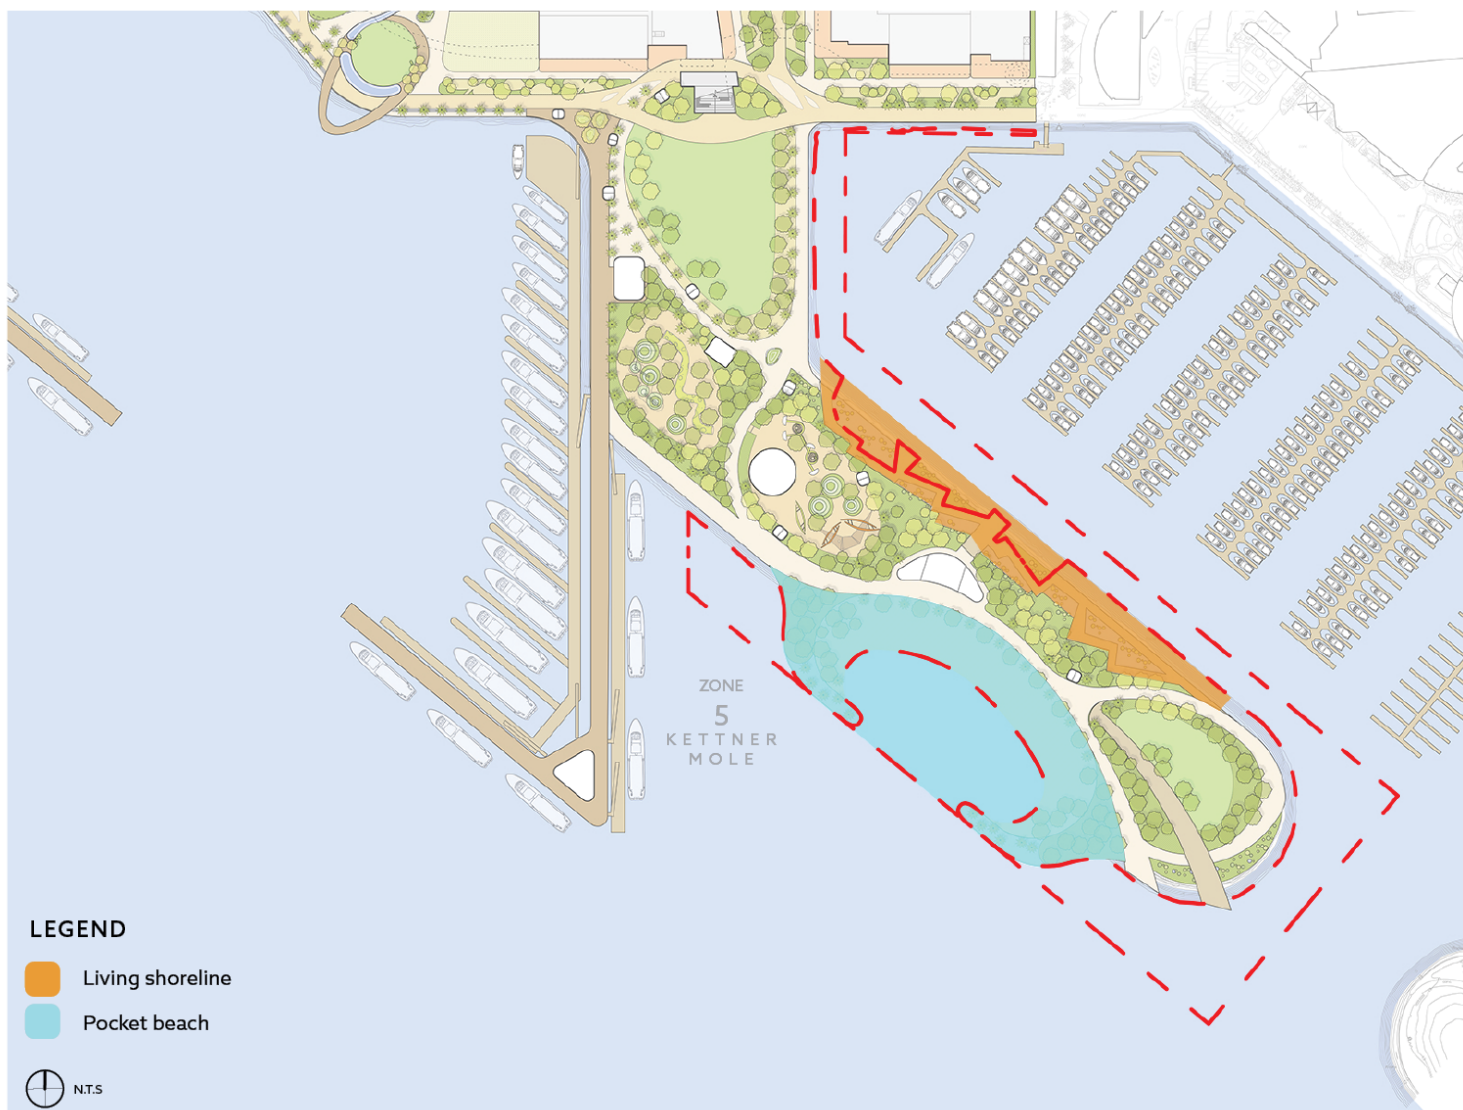 ZONE
5
KETTNER
MOLE
LEGEND
Living shoreline
Pocket beach
N.T.S